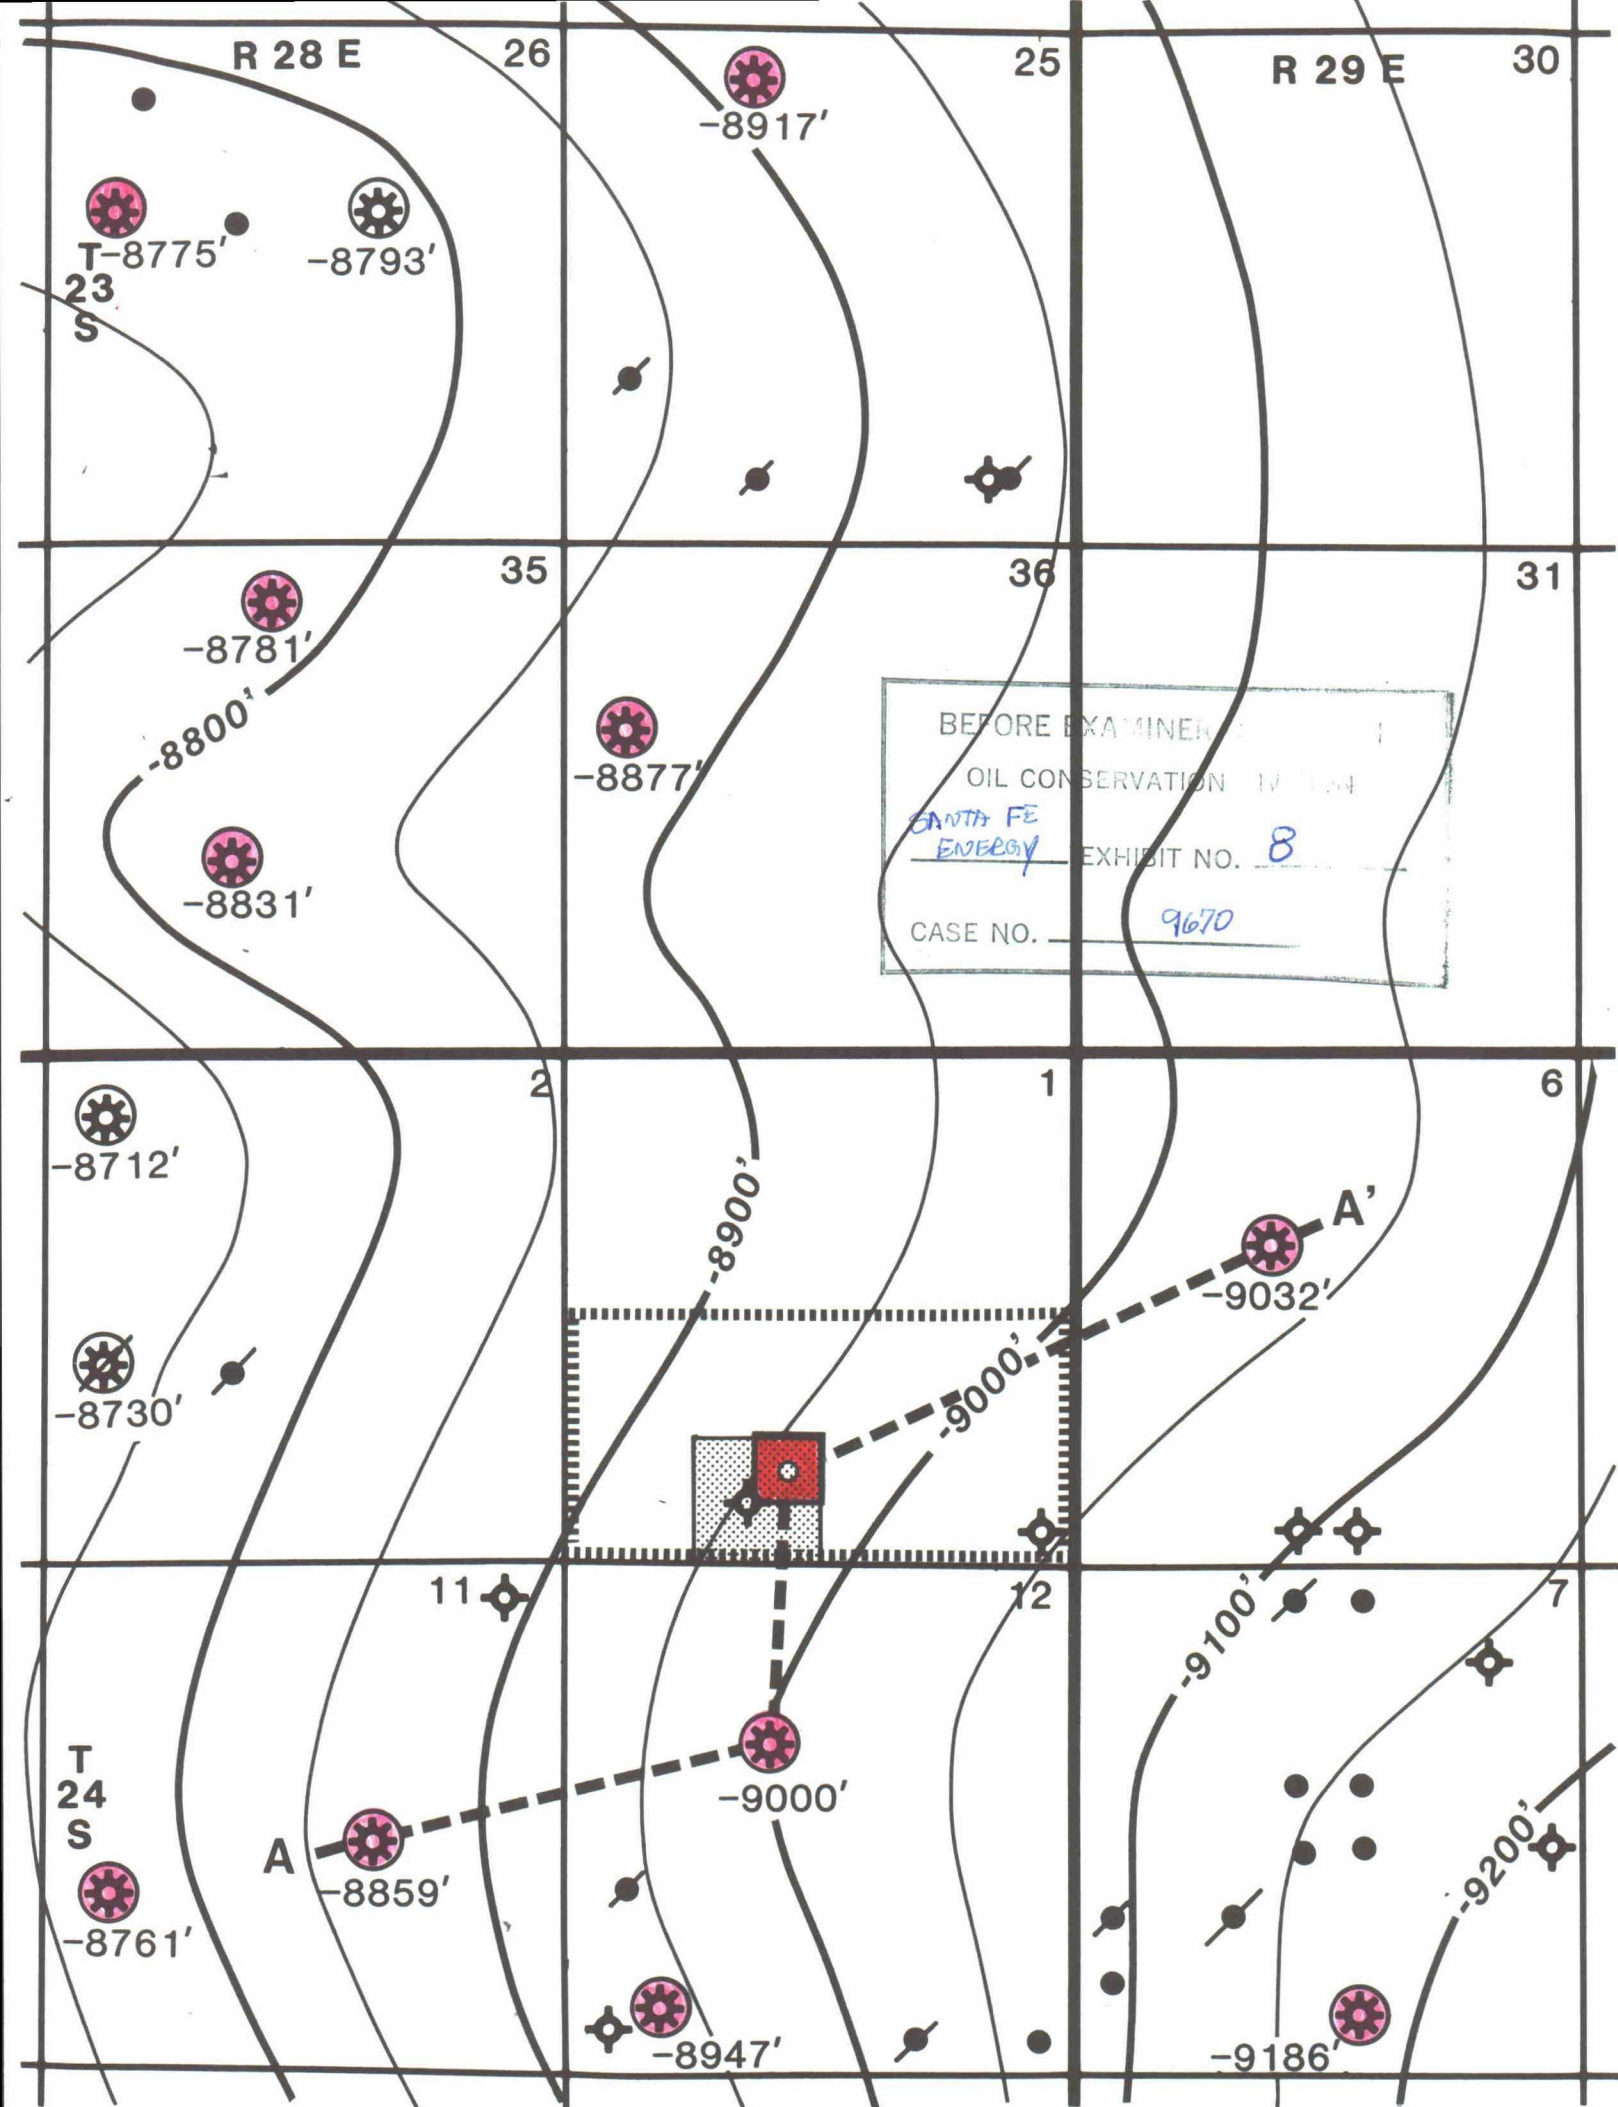 R 28 E
26
25
R 29 E
30
-8917'
T-8775'
-8793'
23
S
35
36
31
-8781'
-8800'
-8877'
BEFORE EXAMINER
OIL CONSERVATION
SANTA FE
ENERGY EXHIBIT NO. 8
-8831'
CASE NO. 9670
2
1
6
-8712'
-8900'
A'
-9032'
-9000'
-8730'
11
12
7
-9100'
T
24
S
-9000'
A
-8859'
-9200'
-8761'
-8947'
-9186'